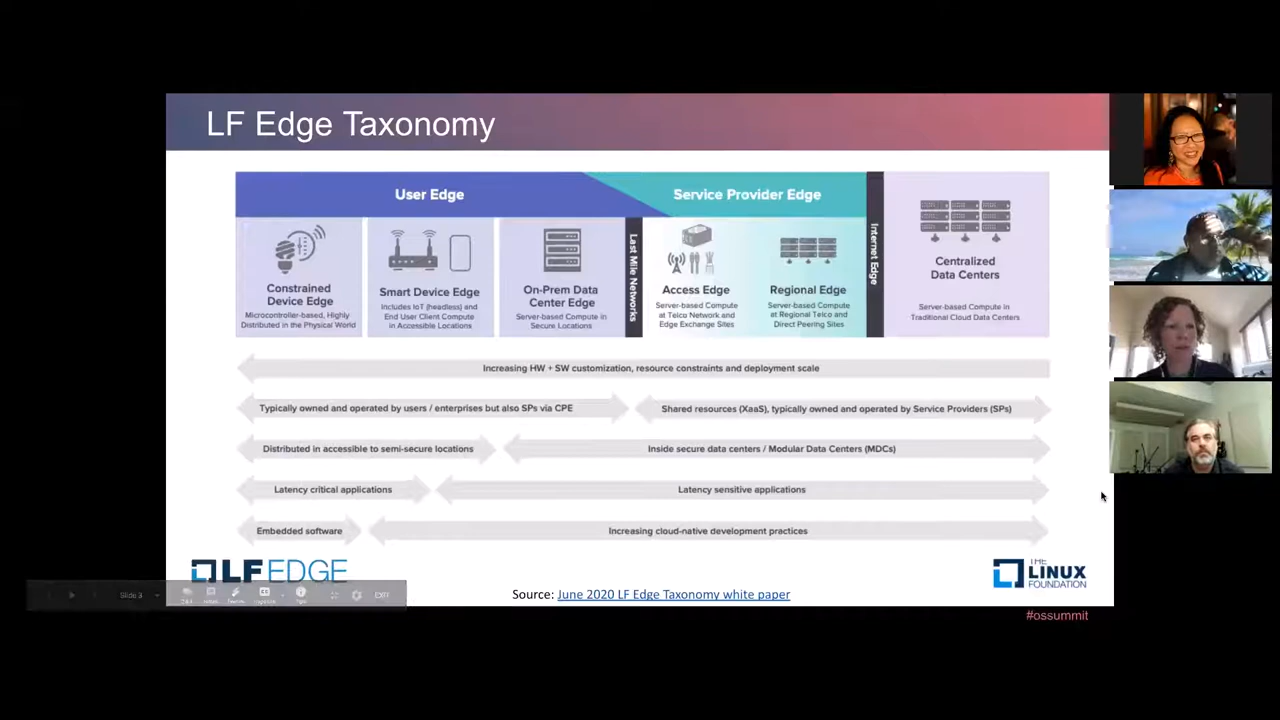 LF Edge Taxonomy
User Edge
Service Provider Edge
Constrained
Device Edge
Microcontroller-based, Highly
Distributed in the Physical World
Smart Device Edge
Includes IoT (headless) and
End User Client Compute
in Accessible Locations
On-Prem Data
Center Edge
Server-based Compute in
Secure Locations
Last Mile Networks
Access Edge
Server-based Compute
at Telco Network and
Edge Exchange Sites
Regional Edge
Server-based Compute
at Regional Telco and
Direct Peering Sites
Internet Edge
Centralized
Data Centers
Server-based Compute in
Traditional Cloud Data Centers
Increasing HW + SW customization, resource constraints and deployment scale
Typically owned and operated by users / enterprises but also SPs via CPE
Shared resources (XaaS), typically owned and operated by Service Providers (SPs)
Distributed in accessible to semi-secure locations
Inside secure data centers / Modular Data Centers (MDCs)
Latency critical applications
Latency sensitive applications
Embedded software
Increasing cloud-native development practices
LF EDGE
THE
LINUX
FOUNDATION
Slide 3
EXIT
Source: June 2020 LF Edge Taxonomy white paper
#ossummit